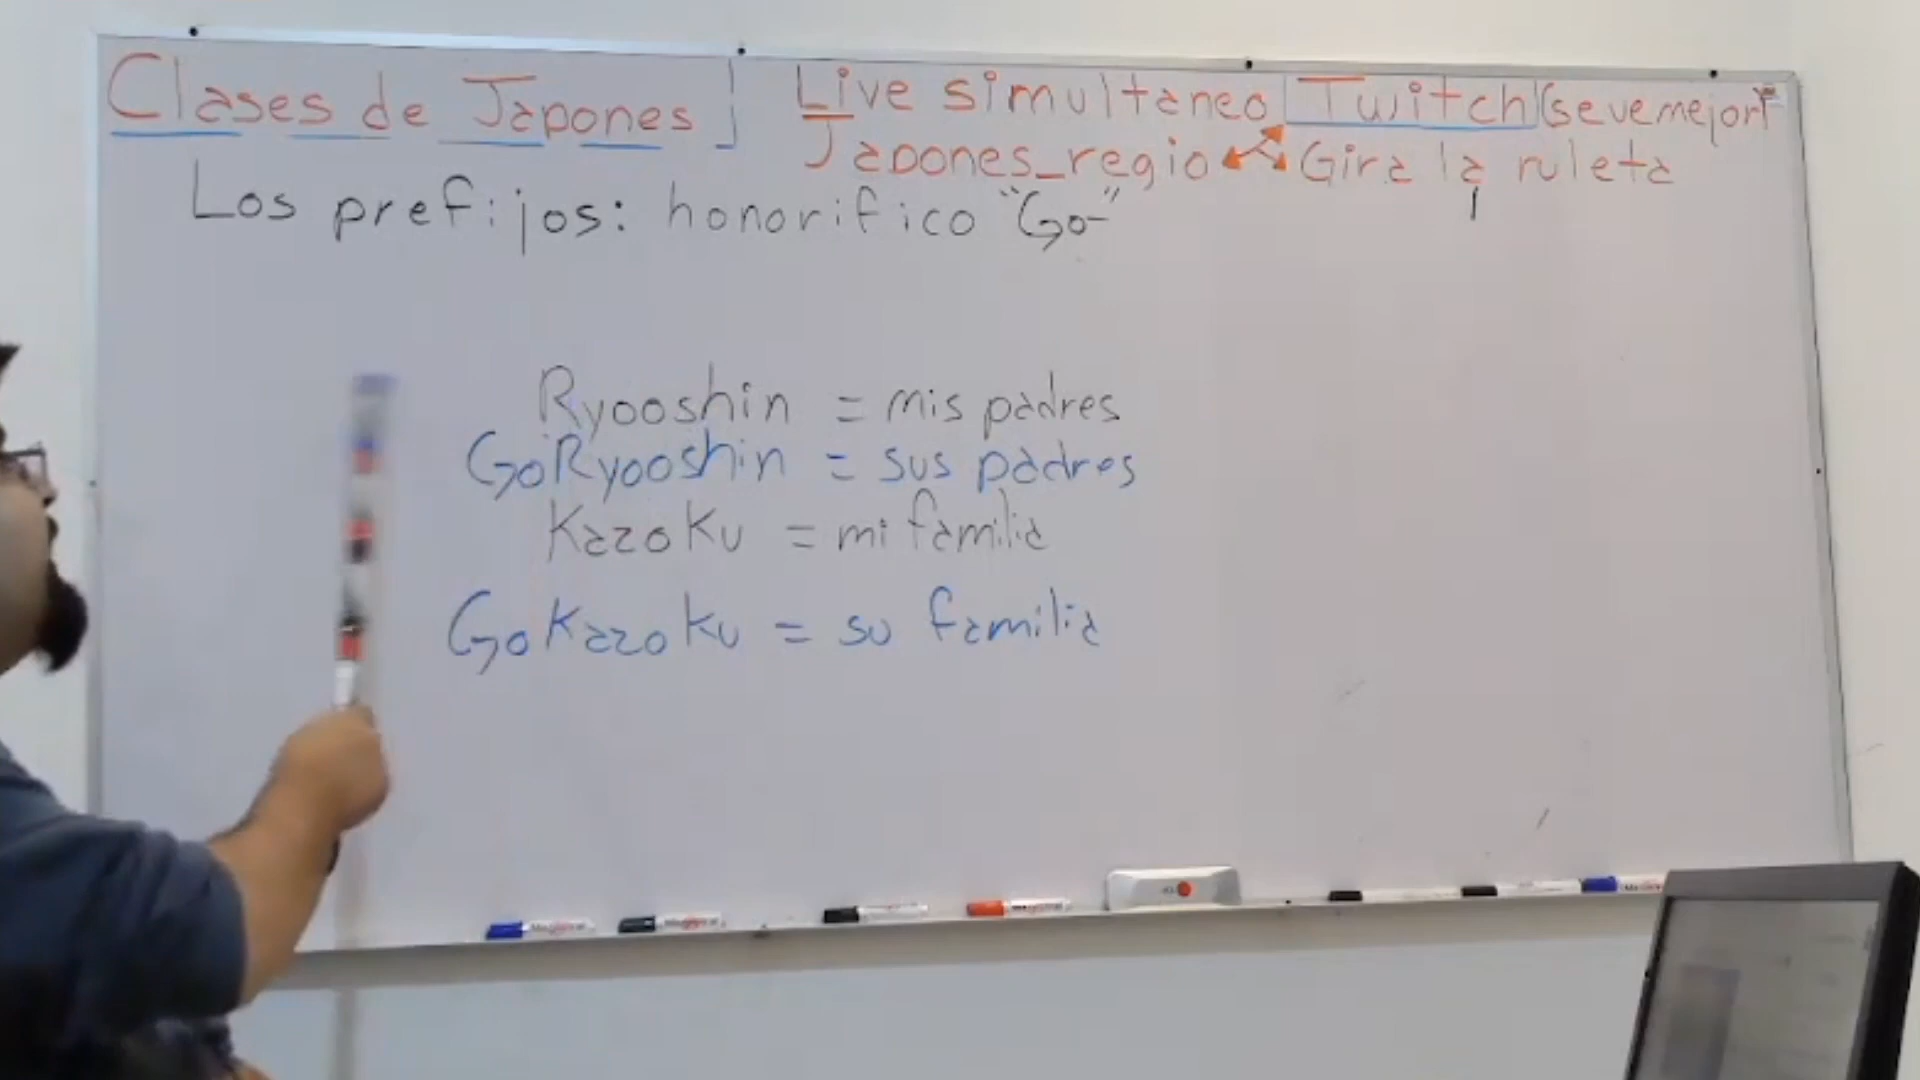 Clases de Japones
Live simultaneo Twitch (se ve mejor)
Japones_regio Gira la ruleta
Los prefijos: honorifico "Go-"
Ryooshin = mis padres
GoRyooshin = sus padres
Kazoku = mi familia
GoKazoku = su familia